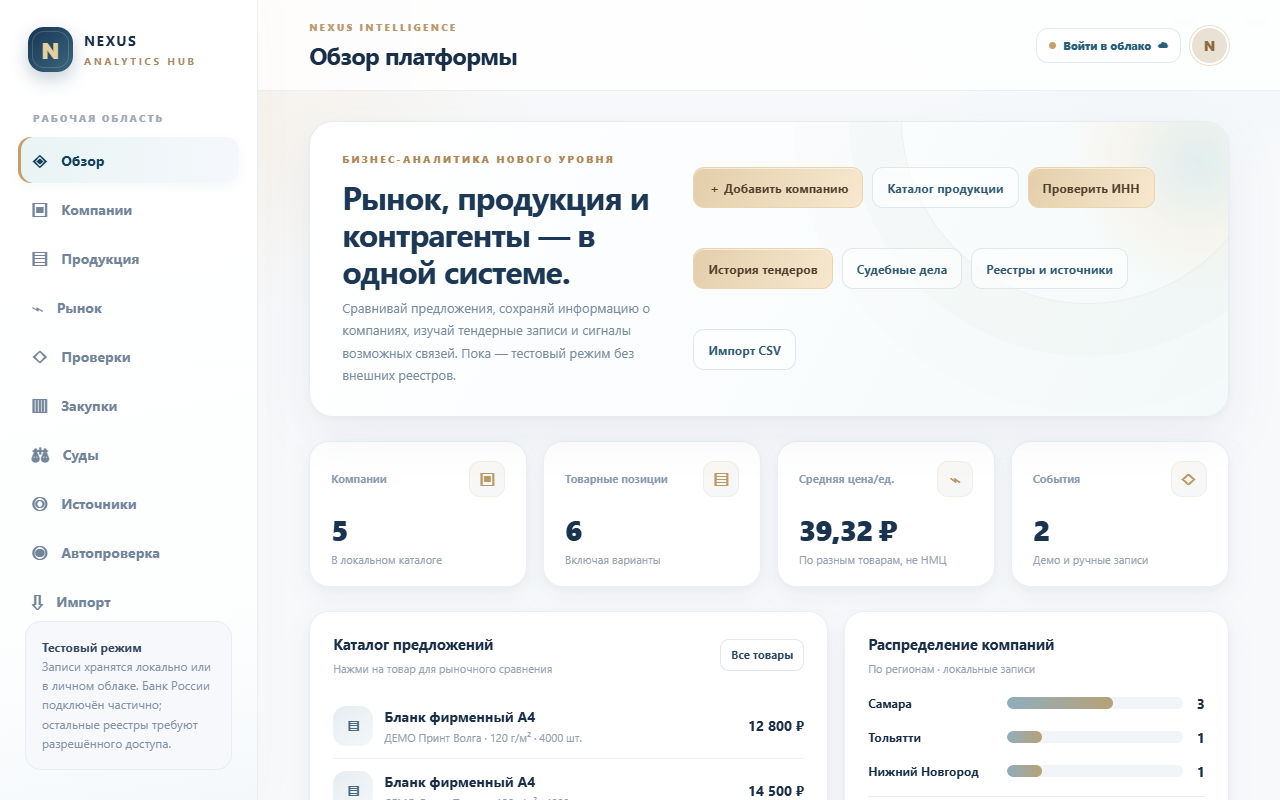 N
NEXUS
ANALYTICS HUB
РАБОЧАЯ ОБЛАСТЬ
Обзор
Компании
Продукция
Рынок
Проверки
Закупки
Суды
Источники
Автопроверка
Импорт
Тестовый режим
Записи хранятся локально или
в личном облаке. Банк России
подключён частично;
остальные реестры требуют
разрешённого доступа.
NEXUS INTELLIGENCE
Обзор платформы
Войти в облако
N
БИЗНЕС-АНАЛИТИКА НОВОГО УРОВНЯ
Рынок, продукция и
контрагенты — в
одной системе.
Сравнивай предложения, сохраняй информацию о
компаниях, изучай тендерные записи и сигналы
возможных связей. Пока — тестовый режим без
внешних реестров.
+ Добавить компанию
Каталог продукции
Проверить ИНН
История тендеров
Судебные дела
Реестры и источники
Импорт CSV
Компании
5
В локальном каталоге
Товарные позиции
6
Включая варианты
Средняя цена/ед.
39,32 ₽
По разным товарам, не НМЦ
События
2
Демо и ручные записи
Каталог предложений
Нажми на товар для рыночного сравнения
Все товары
Бланк фирменный А4
12 800 ₽
ДЕМО Принт Волга · 120 г/м² · 4000 шт.
Бланк фирменный А4
14 500 ₽
Распределение компаний
По регионам · локальные записи
Самара
3
Тольятти
1
Нижний Новгород
1